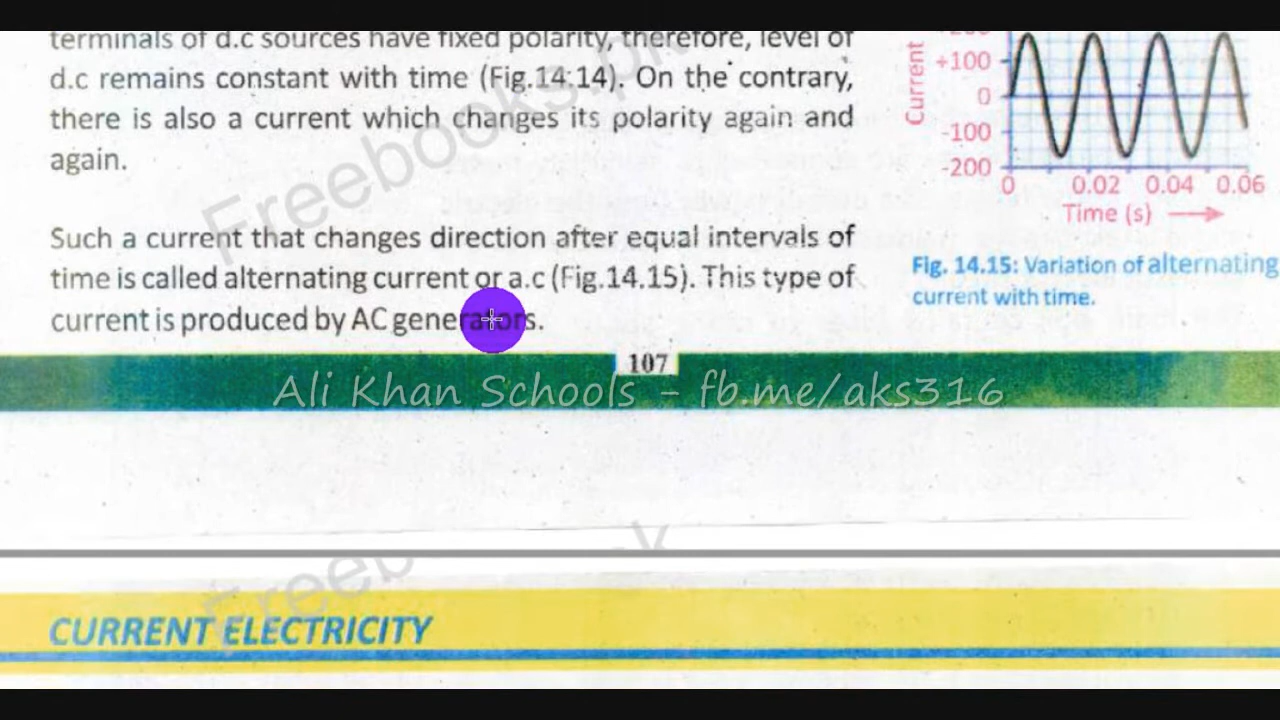 terminals of d.c sources have fixed polarity, therefore, level of
d.c remains constant with time (Fig.14.14). On the contrary,
there is also a current which changes its polarity again and
again.
Such a current that changes direction after equal intervals of
time is called alternating current or a.c (Fig.14.15). This type of
current is produced by AC generators.
Current
+200
+100
0
-100
-200
0 0.02 0.04 0.06
Time (s)
Fig. 14.15: Variation of alternating
current with time.
107
Ali Khan Schools - fb.me/aks316
Freebooks.pk
CURRENT ELECTRICITY